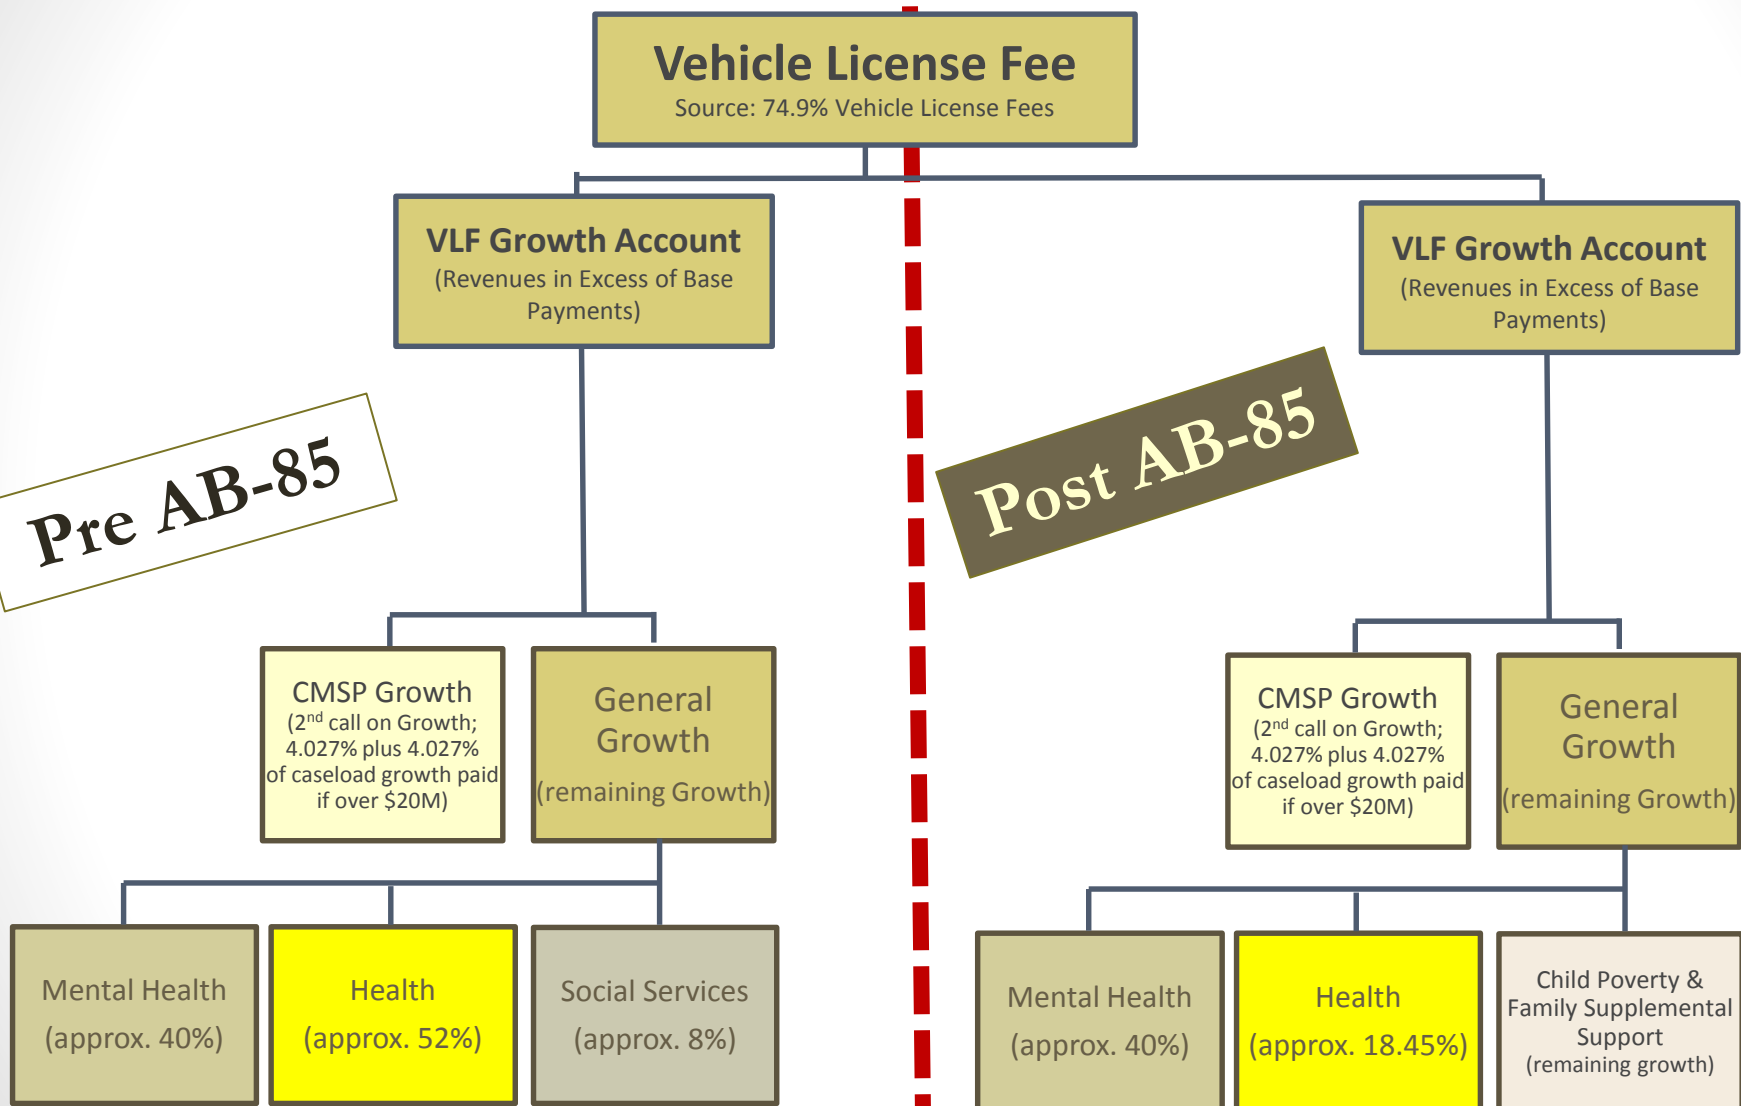 Vehicle License Fee
Source: 74.9% Vehicle License Fees
VLF Growth Account
(Revenues in Excess of Base
Payments)
VLF Growth Account
(Revenues in Excess of Base
Payments)
Pre AB-85
Post AB-85
CMSP Growth
(2nd call on Growth;
4.027% plus 4.027%
of caseload growth paid
if over $20M)
General
Growth
(remaining Growth)
CMSP Growth
(2nd call on Growth;
4.027% plus 4.027%
of caseload growth paid
if over $20M)
General
Growth
(remaining Growth)
Mental Health
(approx. 40%)
Health
(approx. 52%)
Social Services
(approx. 8%)
Mental Health
(approx. 40%)
Health
(approx. 18.45%)
Child Poverty &
Family Supplemental
Support
(remaining growth)